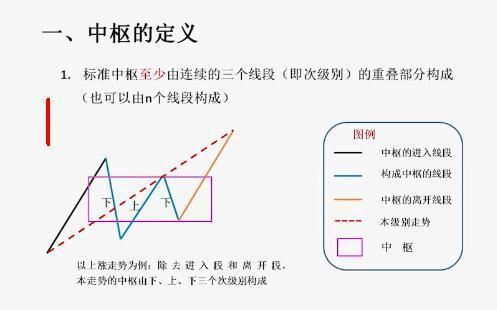 一、中枢的定义
1. 标准中枢至少由连续的三个线段（即次级别）的重叠部分构成
（也可以由n个线段构成）
图例
中枢的进入线段
构成中枢的线段
中枢的离开线段
本级别走势
中 枢
下 上 下
以上涨走势为例：除去进入段和离开段，
本走势的中枢由下、上、下三个次级别构成